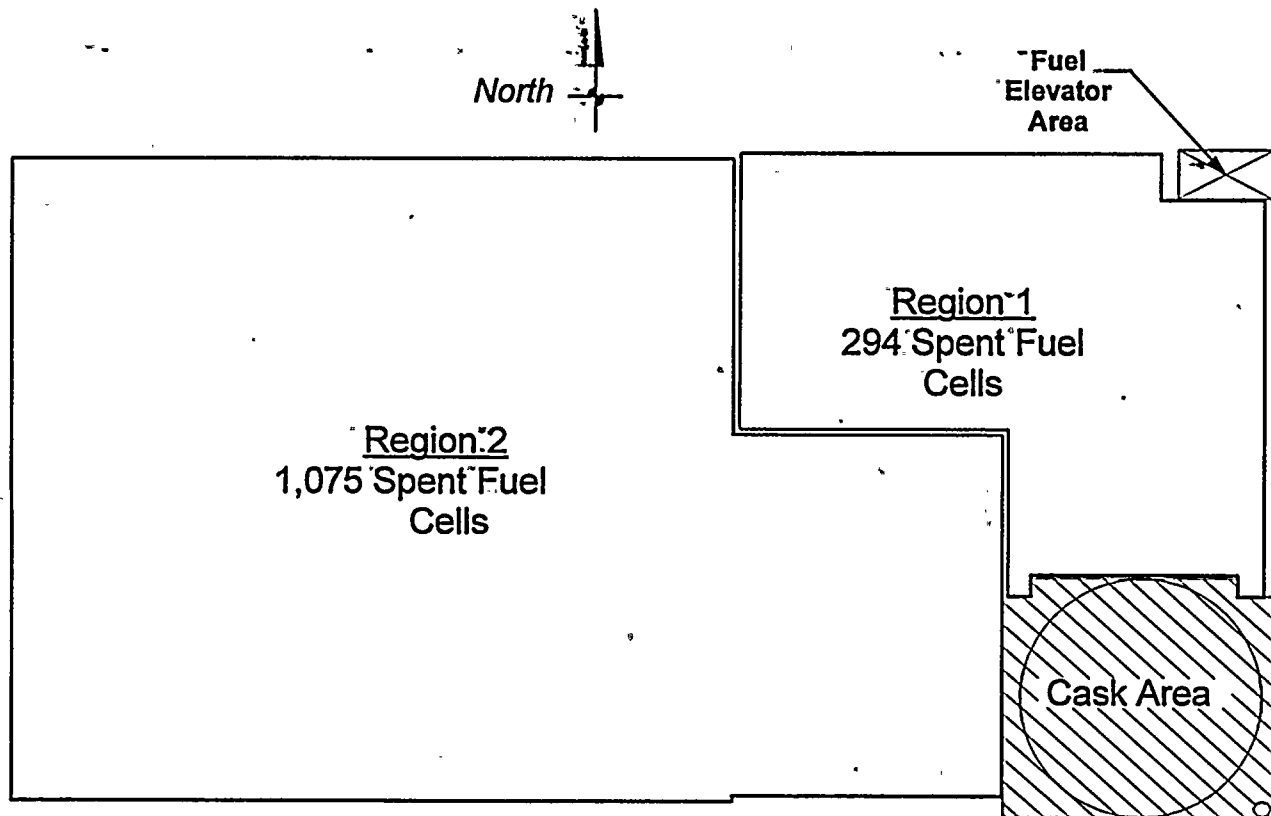 North
Fuel
Elevator
Area
Region 1
294 Spent Fuel
Cells
Region 2
1,075 Spent Fuel
Cells
Cask Area